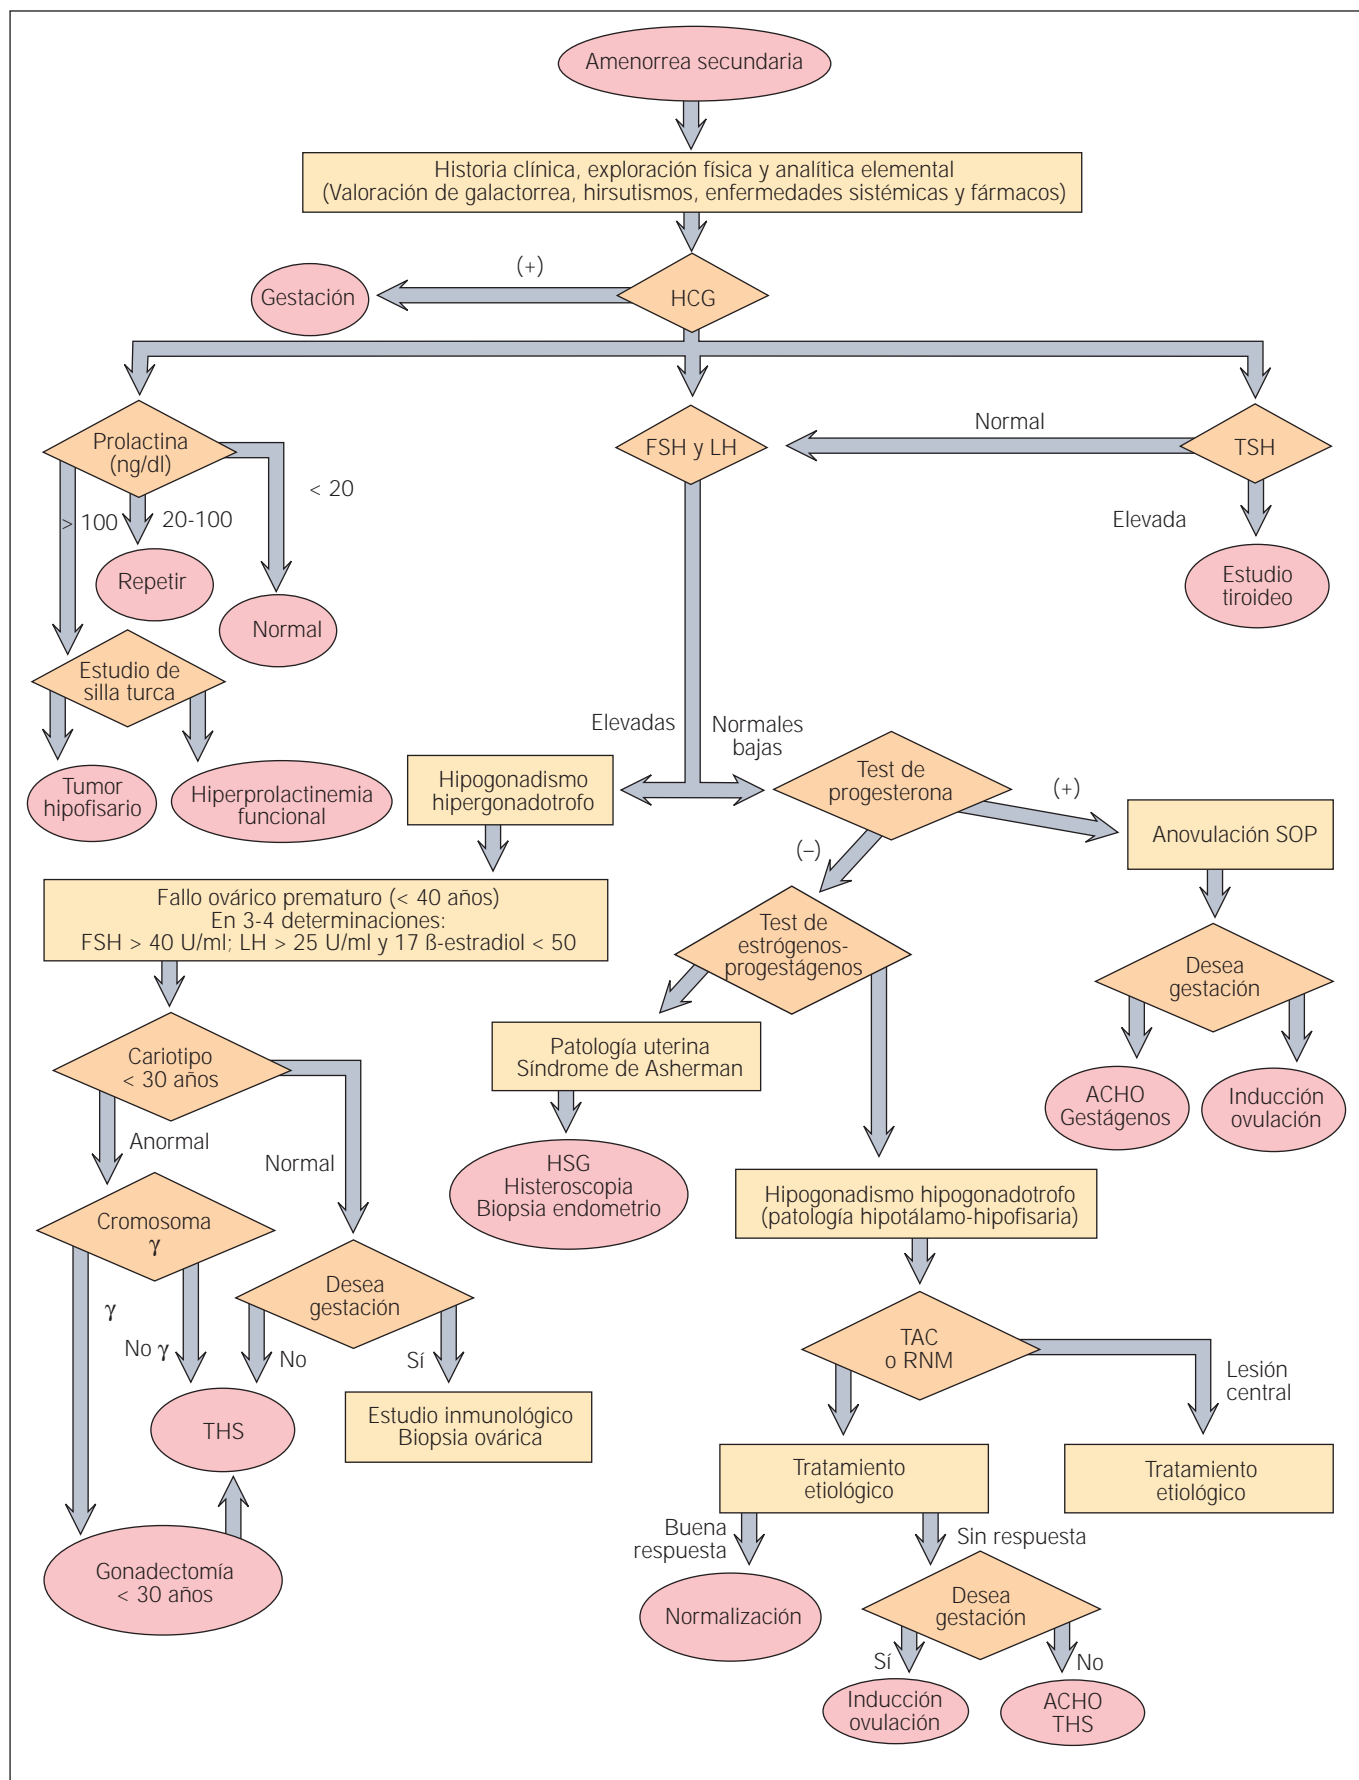 Amenorrea secundaria
Historia clínica, exploración física y analítica elemental
(Valoración de galactorrea, hirsutismos, enfermedades sistémicas y fármacos)
(+)
Gestación
HCG
Prolactina
(ng/dl)
FSH y LH
Normal
TSH
< 20
> 100
20-100
Elevada
Repetir
Normal
Estudio
tiroideo
Estudio de
silla turca
Elevadas
Normales
bajas
Tumor
hipofisario
Hiperprolactinemia
funcional
Hipogonadismo
hipergonadotrofo
Test de
progesterona
(+)
Anovulación SOP
(–)
Fallo ovárico prematuro (< 40 años)
En 3-4 determinaciones:
FSH > 40 U/ml; LH > 25 U/ml y 17 ß-estradiol < 50
Test de
estrógenos-
progestágenos
Desea
gestación
Cariotipo
< 30 años
Patología uterina
Síndrome de Asherman
ACHO
Gestágenos
Inducción
ovulación
Anormal
Normal
HSG
Histeroscopia
Biopsia endometrio
Hipogonadismo hipogonadotrofo
(patología hipotálamo-hipofisaria)
Cromosoma
γ
Desea
gestación
γ
No γ
No
Sí
TAC
o RNM
Lesión
central
THS
Estudio inmunológico
Biopsia ovárica
Tratamiento
etiológico
Tratamiento
etiológico
Buena
respuesta
Sin respuesta
Gonadectomía
< 30 años
Normalización
Desea
gestación
Sí
No
Inducción
ovulación
ACHO
THS